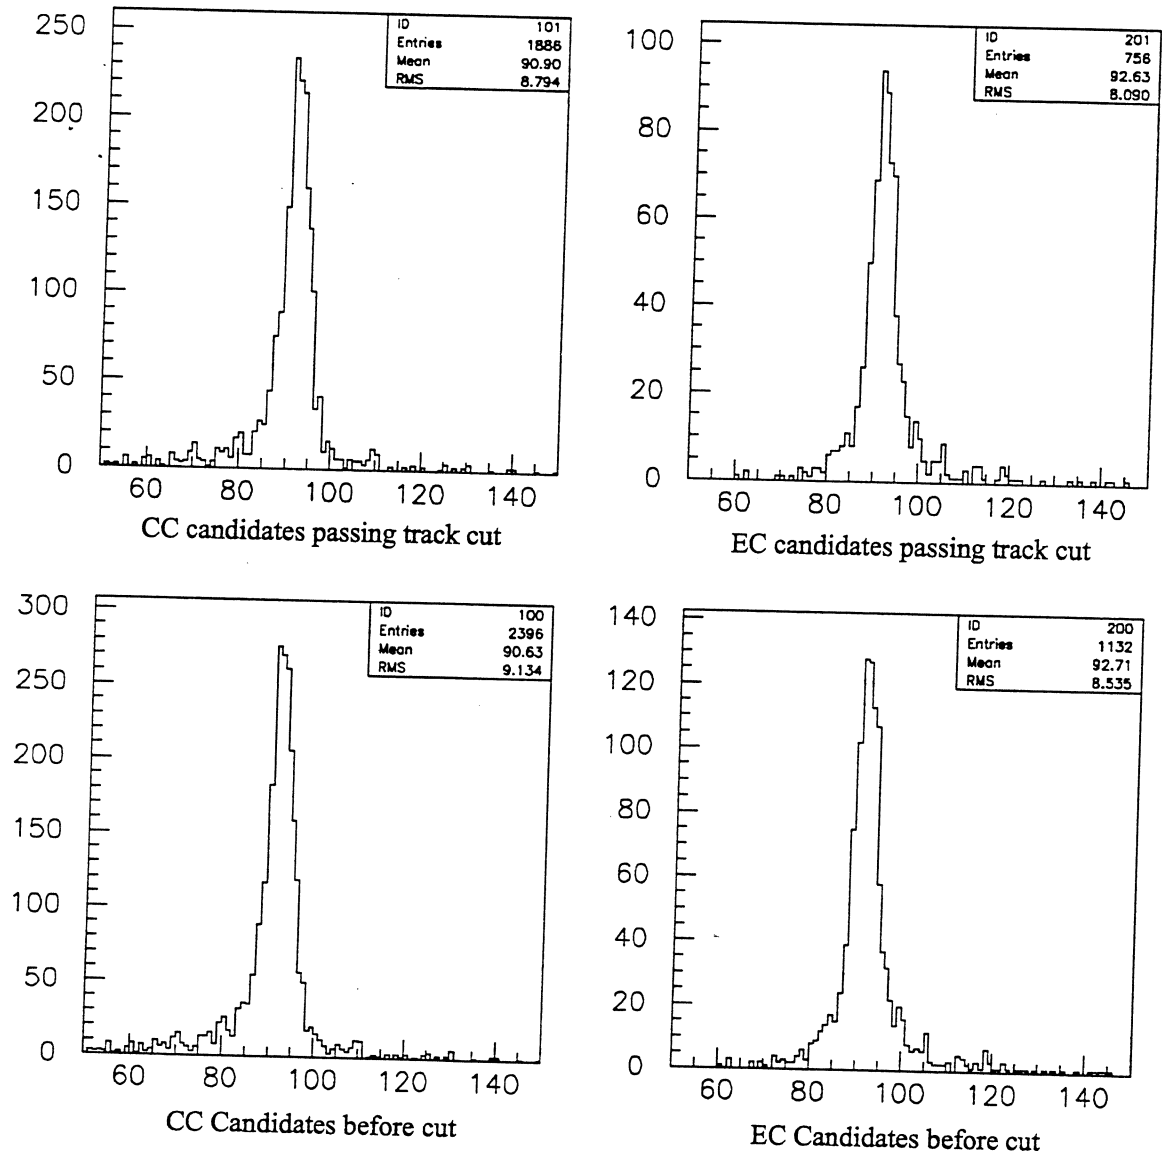 250
200
150
100
50
0
60 80 100 120 140
ID 101
Entries 1886
Mean 90.90
RMS 8.794
CC candidates passing track cut
100
80
60
40
20
0
60 80 100 120 140
ID 201
Entries 756
Mean 92.63
RMS 8.090
EC candidates passing track cut
300
250
200
150
100
50
0
60 80 100 120 140
ID 100
Entries 2396
Mean 90.63
RMS 9.134
CC Candidates before cut
140
120
100
80
60
40
20
0
60 80 100 120 140
ID 200
Entries 1132
Mean 92.71
RMS 8.535
EC Candidates before cut